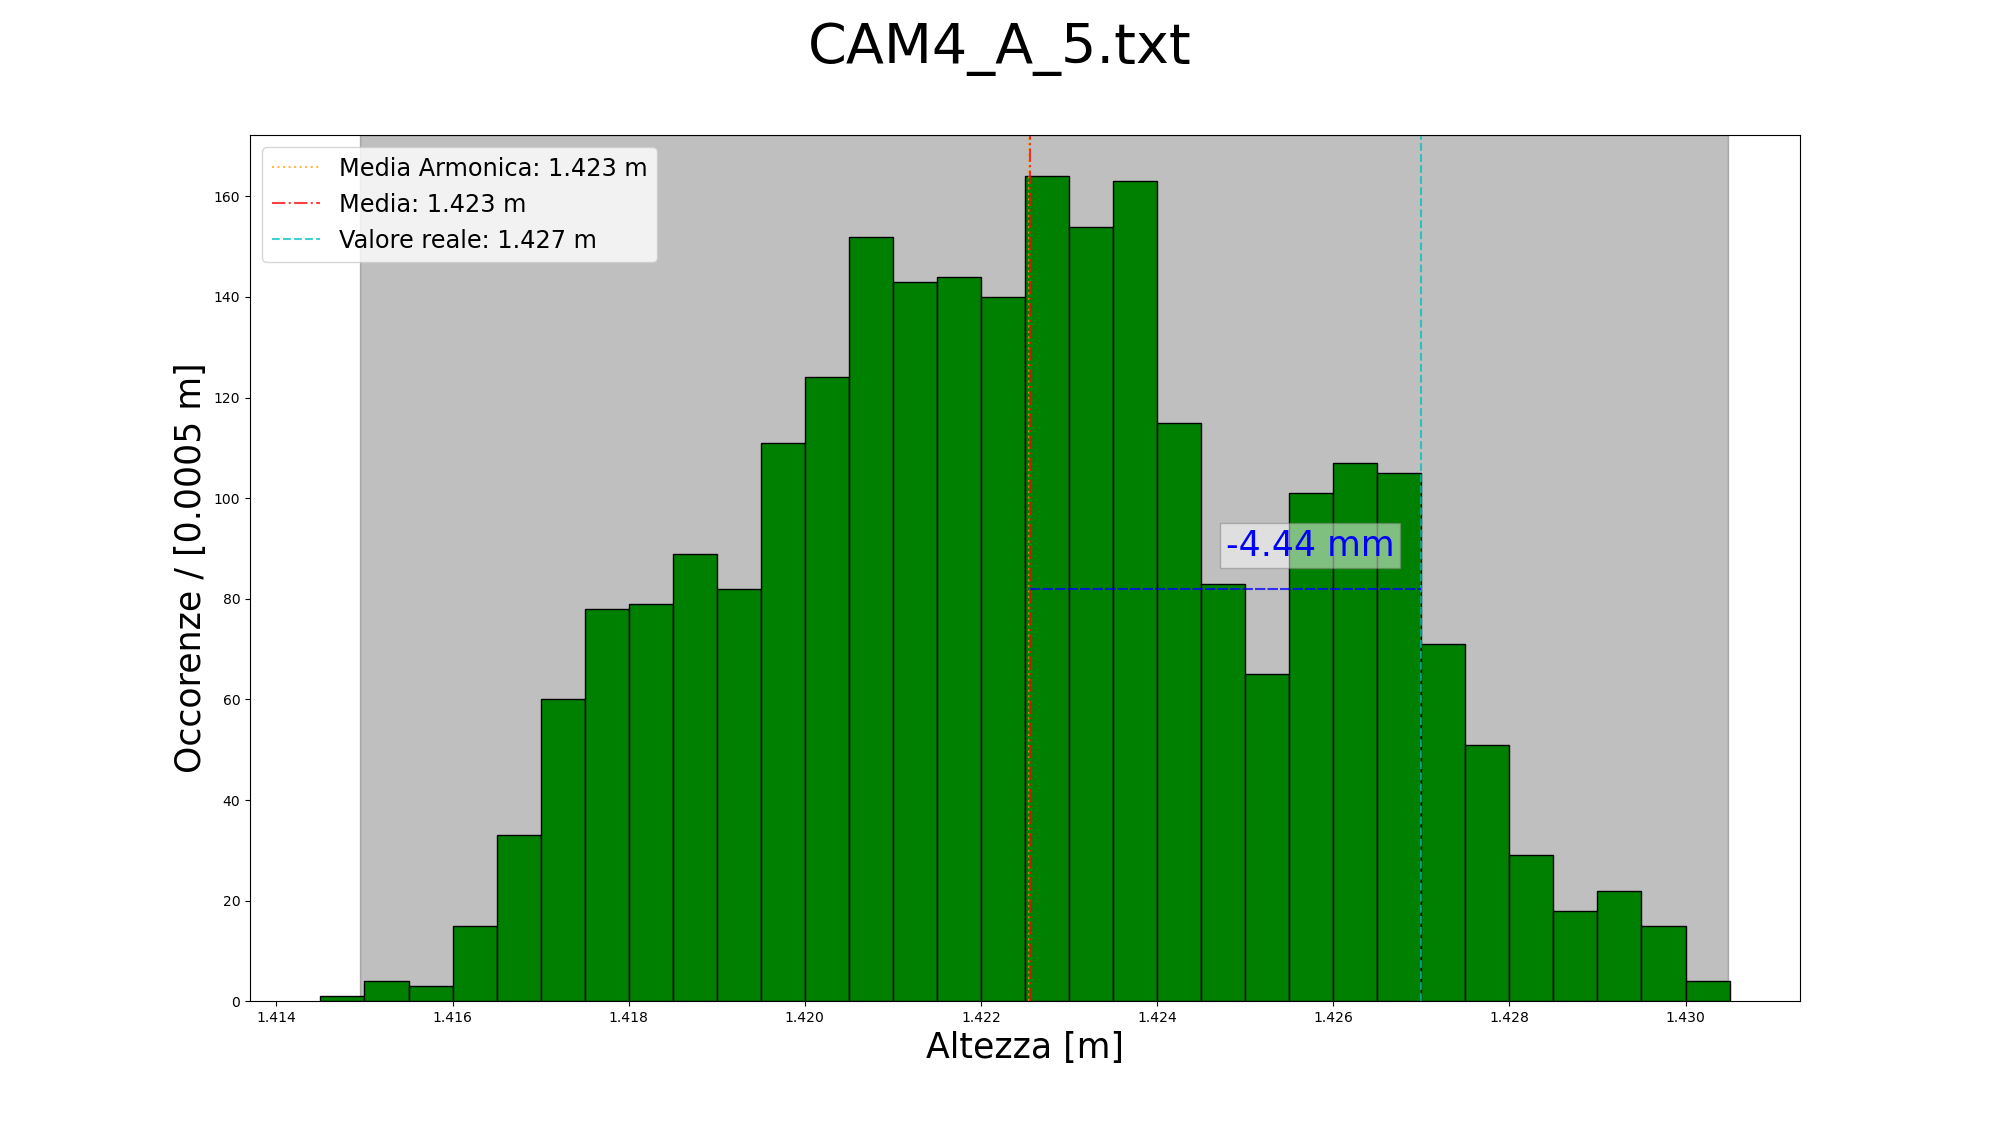 CAM4_A_5.txt
Media Armonica: 1.423 m
Media: 1.423 m
Valore reale: 1.427 m
160
140
120
100
80
60
40
20
0
Occorenze / [0.0005 m]
-4.44 mm
1.414 1.416 1.418 1.420 1.422 1.424 1.426 1.428 1.430
Altezza [m]